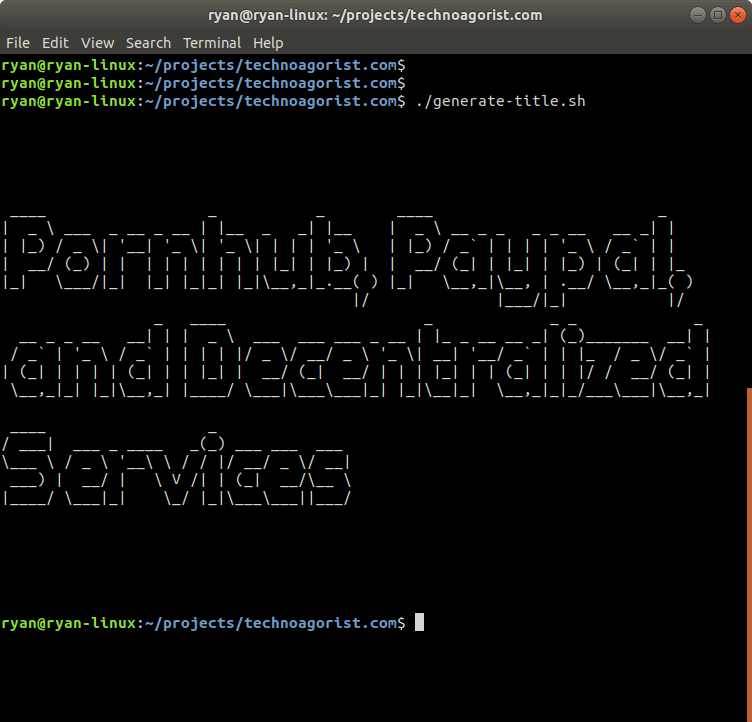 ryan@ryan-linux: ~/projects/technoagorist.com
File Edit View Search Terminal Help
ryan@ryan-linux:~/projects/technoagorist.com$
ryan@ryan-linux:~/projects/technoagorist.com$
ryan@ryan-linux:~/projects/technoagorist.com$ ./generate-title.sh
Pornhub, Paypal,
and Decentralized
Services
ryan@ryan-linux:~/projects/technoagorist.com$